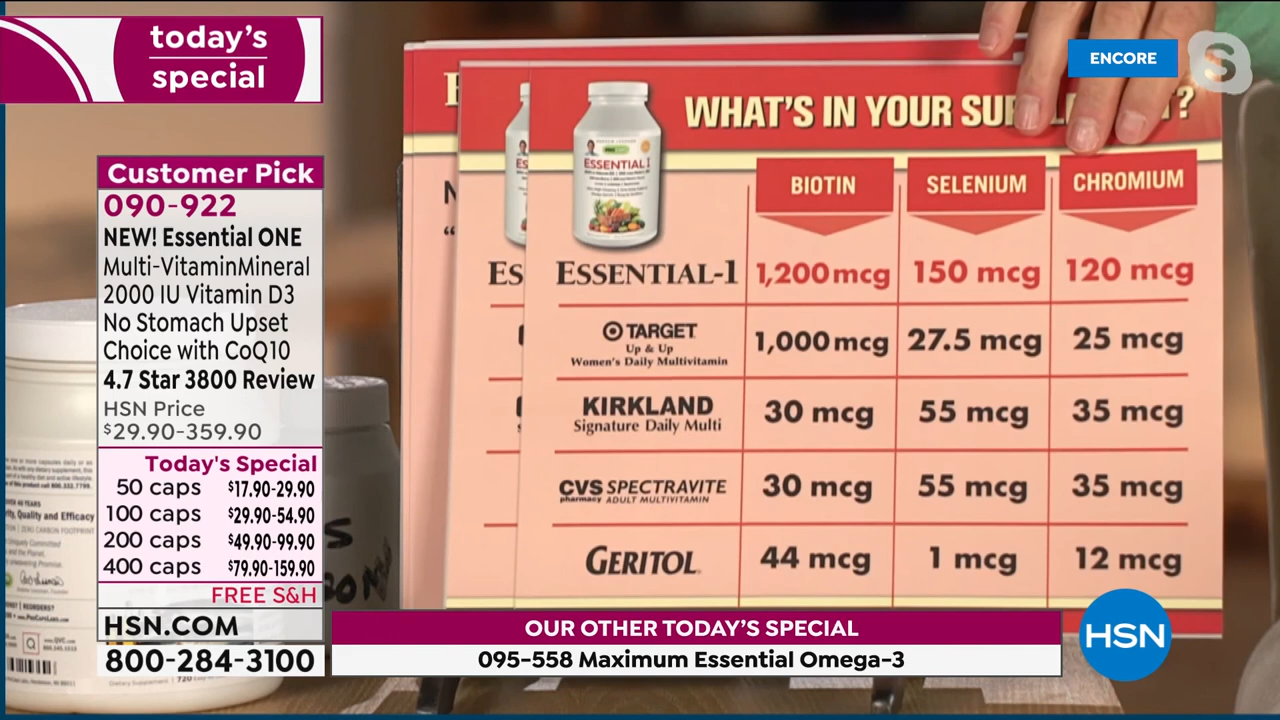 today's
special
ENCORE
S
Customer Pick
090-922
NEW! Essential ONE
Multi-VitaminMineral
2000 IU Vitamin D3
No Stomach Upset
Choice with CoQ10
4.7 Star 3800 Review
HSN Price
$29.90-359.90
Today's Special
50 caps $17.90-29.90
100 caps $29.90-54.90
200 caps $49.90-99.90
400 caps $79.90-159.90
FREE S&H
HSN.COM
800-284-3100
WHAT'S IN YOUR
ESSENTIAL 1
BIOTIN SELENIUM CHROMIUM
ESSENTIAL-1 1,200 mcg 150 mcg 120 mcg
TARGET
Up & Up
Women's Daily Multivitamin
1,000 mcg 27.5 mcg 25 mcg
KIRKLAND
Signature Daily Multi
30 mcg 55 mcg 35 mcg
CVS SPECTRAVITE
pharmacy ADULT MULTIVITAMIN
30 mcg 55 mcg 35 mcg
GERITOL 44 mcg 1 mcg 12 mcg
Quality and Efficacy
OUR OTHER TODAY'S SPECIAL
095-558 Maximum Essential Omega-3
HSN